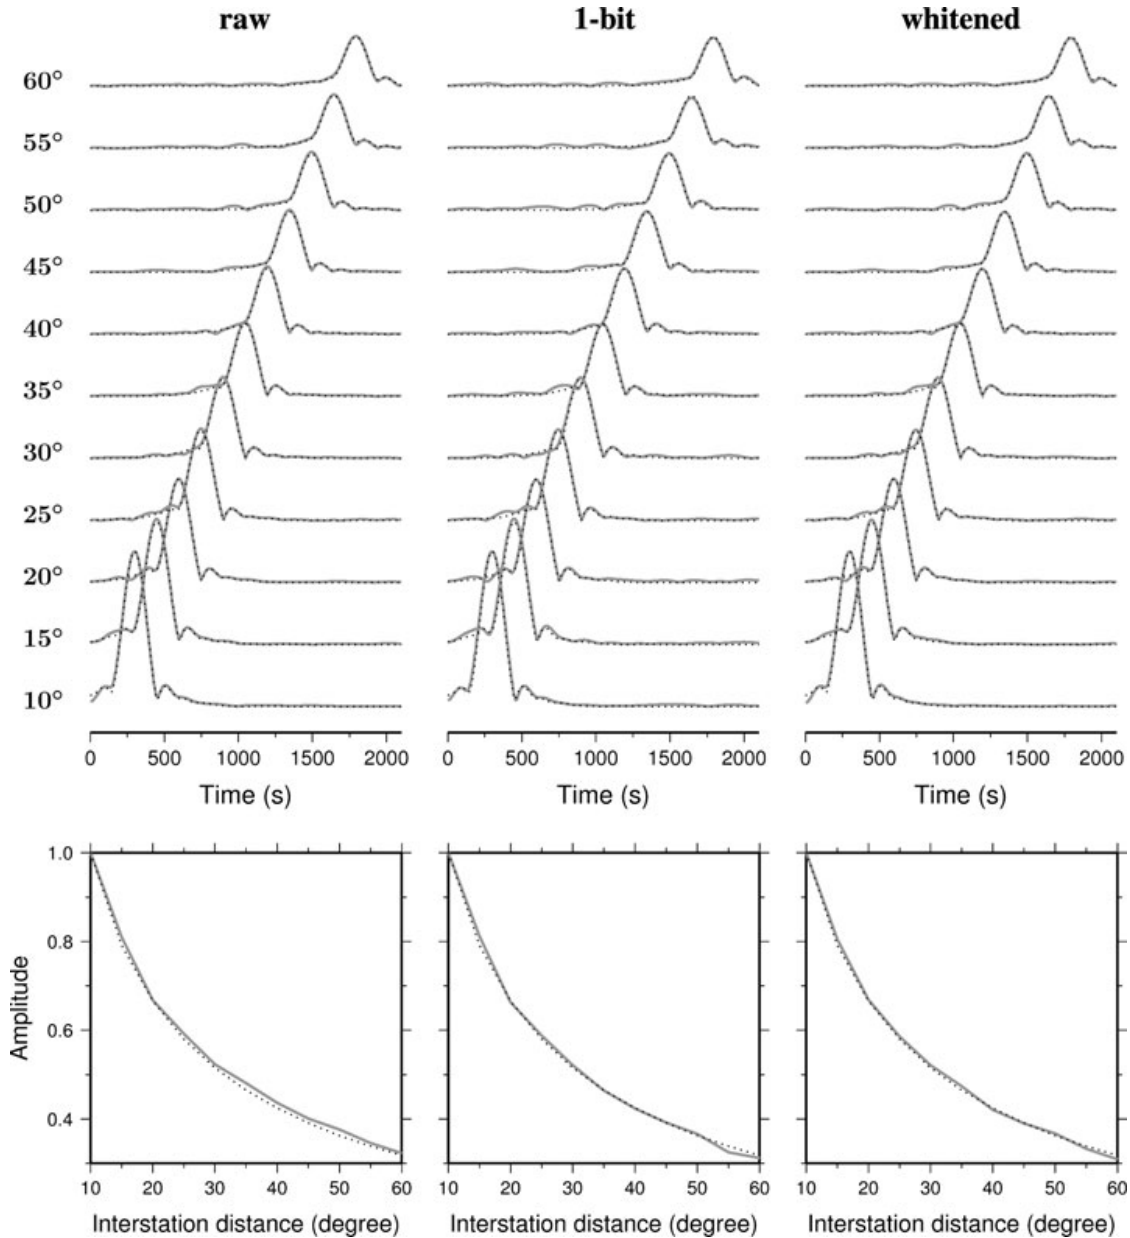 raw 1-bit whitened
60°
55°
50°
45°
40°
35°
30°
25°
20°
15°
10°
0 500 1000 1500 2000 0 500 1000 1500 2000 0 500 1000 1500 2000
Time (s) Time (s) Time (s)
1.0
0.8
0.6
0.4
Amplitude
10 20 30 40 50 60 10 20 30 40 50 60 10 20 30 40 50 60
Interstation distance (degree) Interstation distance (degree) Interstation distance (degree)